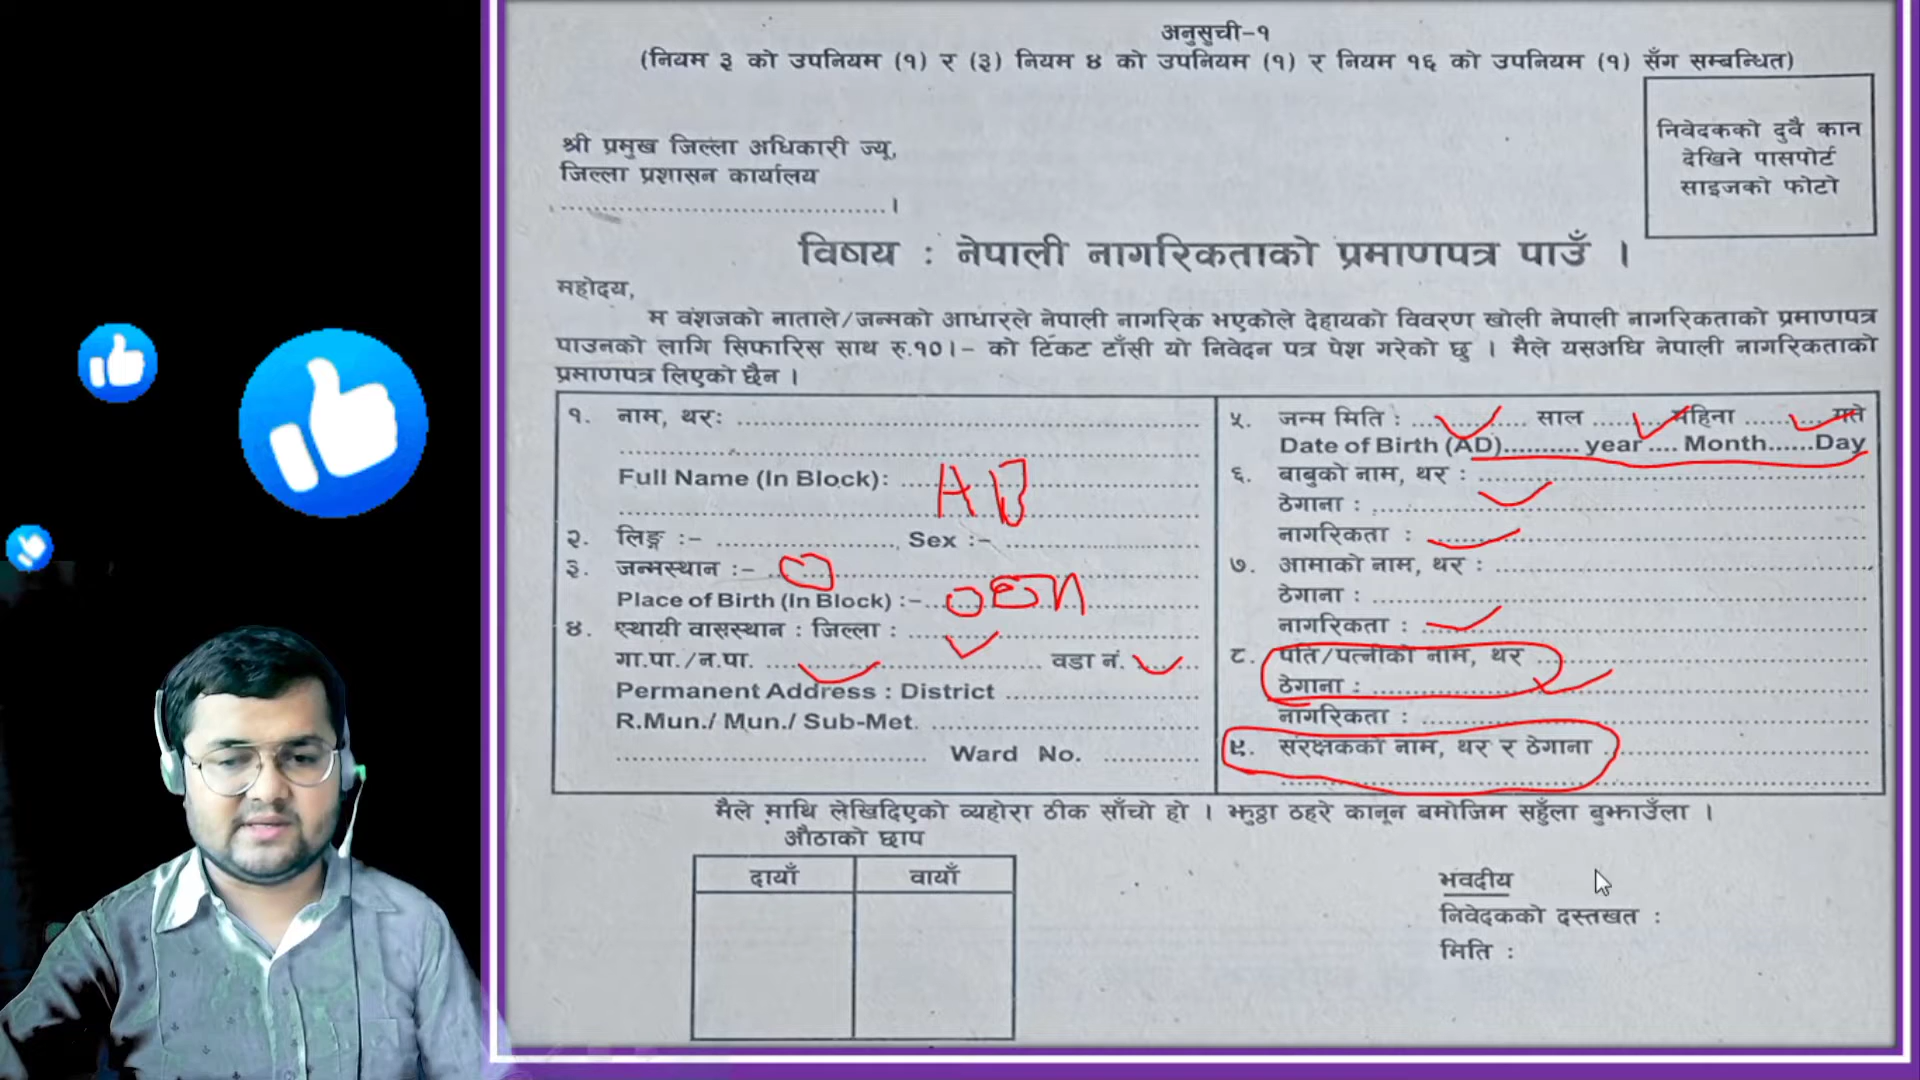 अनुसुची-१
(नियम ३ को उपनियम (१) र (३) नियम ४ को उपनियम (१) र नियम १६ को उपनियम (१) सँग सम्बन्धित)
निवेदकको दुवै कान
देखिने पासपोर्ट
साइजको फोटो
श्री प्रमुख जिल्ला अधिकारी ज्यू,
जिल्ला प्रशासन कार्यालय
.......................................।
विषय : नेपाली नागरिकताको प्रमाणपत्र पाउँ ।
महोदय,
म वंशजको नाताले/जन्मको आधारले नेपाली नागरिक भएकोले देहायको विवरण खोली नेपाली नागरिकताको प्रमाणपत्र
पाउनको लागि सिफारिस साथ रु.१०।- को टिकट टाँसी यो निवेदन पत्र पेश गरेको छु । मैले यसअघि नेपाली नागरिकताको
प्रमाणपत्र लिएको छैन ।
१. नाम, थरः ..........
Full Name (In Block): .......... AB
२. लिङ्ग :- .......... Sex :- ..........
३. जन्मस्थान :- ..........
Place of Birth (In Block) :- ..........
४. स्थायी वासस्थान : जिल्ला : ..........
गा.पा./न.पा. .......... वडा नं. ..........
Permanent Address : District ..........
R.Mun./ Mun./ Sub-Met. ..........
.......... Ward No. ..........
५. जन्म मिति : .......... साल .......... महिना .......... गते
Date of Birth (AD).......... year .... Month......Day
६. बाबुको नाम, थर : ..........
ठेगाना : ..........
नागरिकता : ..........
७. आमाको नाम, थर : ..........
ठेगाना : ..........
नागरिकता : ..........
८. पति/पत्नीको नाम, थर ..........
ठेगाना : ..........
नागरिकता : ..........
९. संरक्षकको नाम, थर र ठेगाना ..........
मैले माथि लेखिदिएको व्यहोरा ठीक साँचो हो । झुठ्ठा ठहरे कानून बमोजिम सहुँला बुझाउँला ।
औंठाको छाप
दायाँ वायाँ
भवदीय
निवेदकको दस्तखत :
मिति :